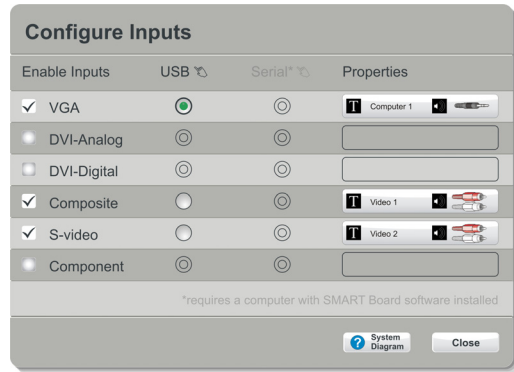 Configure Inputs
Enable Inputs USB Serial* Properties
VGA T Computer 1
DVI-Analog
DVI-Digital
Composite T Video 1
S-video T Video 2
Component
*requires a computer with SMART Board software installed
? System Diagram Close